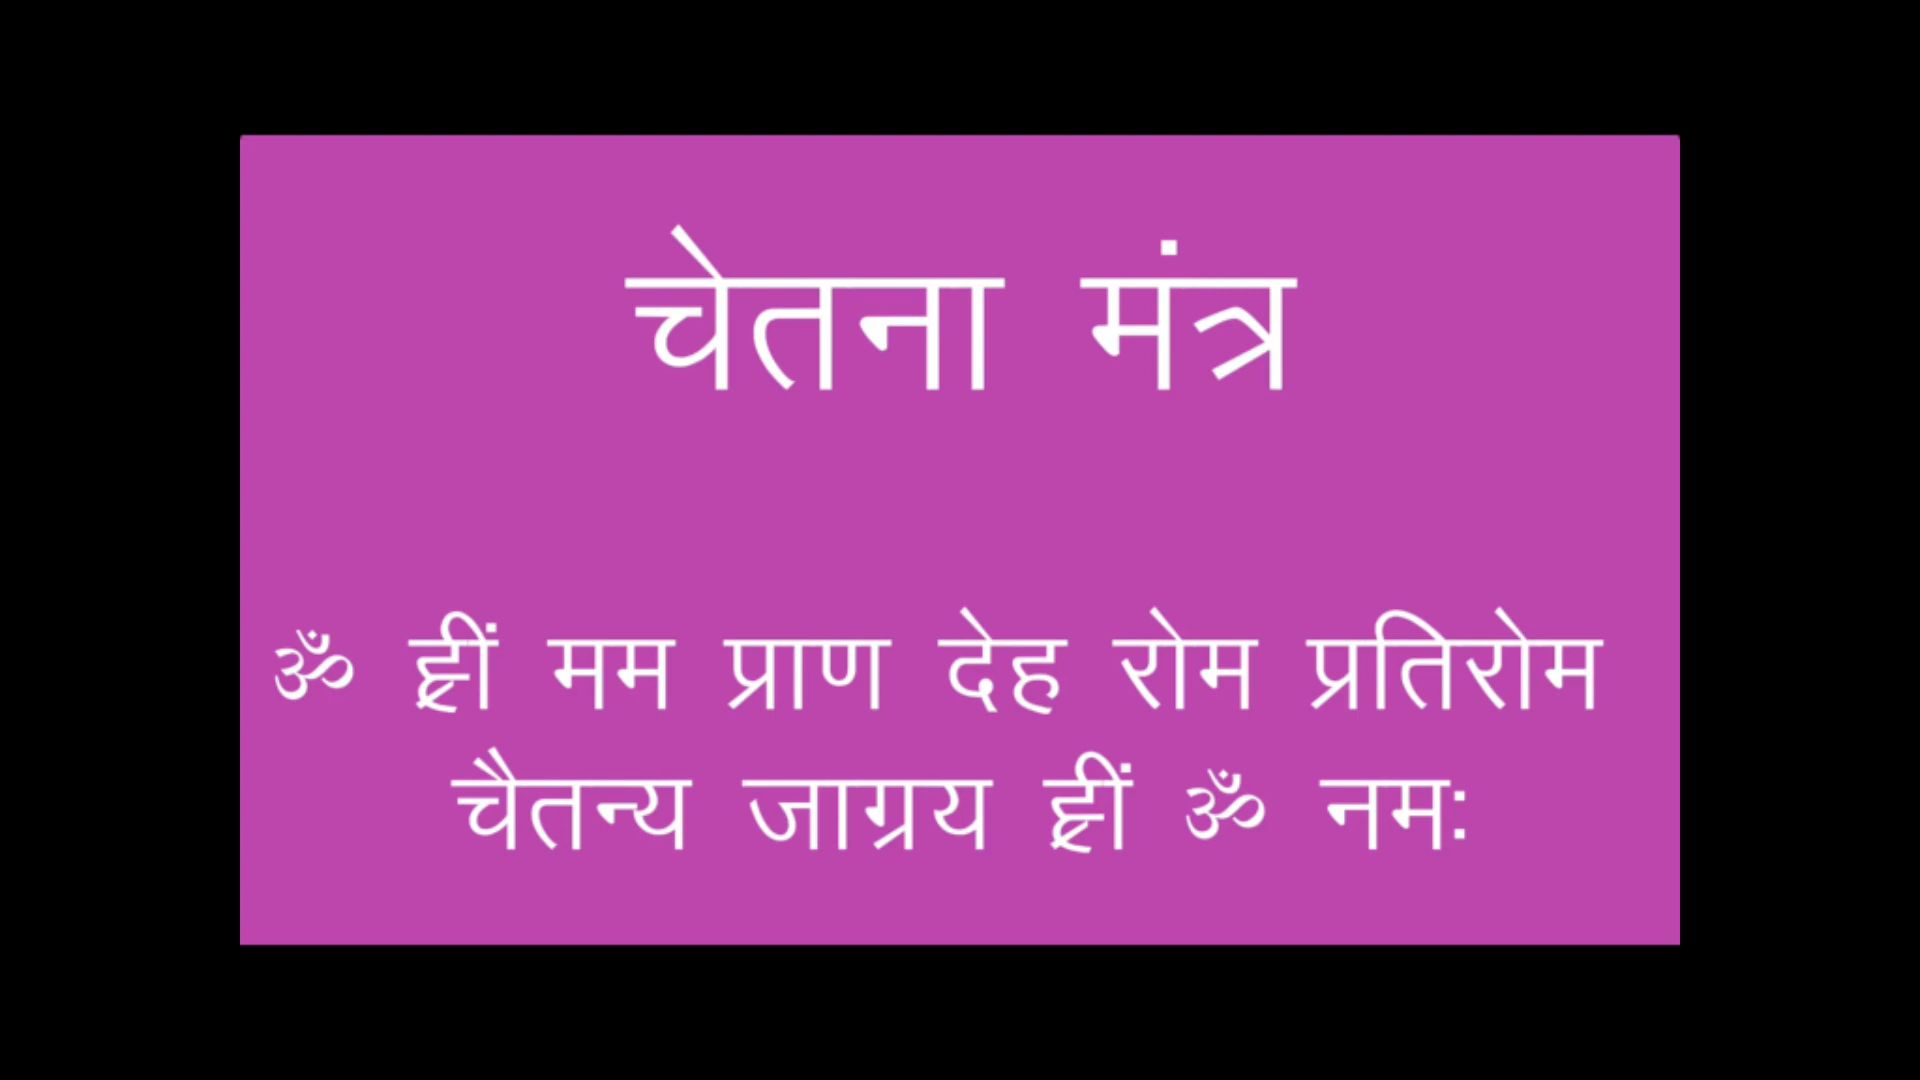 चेतना मंत्र
ॐ ह्रीं मम प्राण देह रोम प्रतिरोम
चैतन्य जाग्रय ह्रीं ॐ नम: